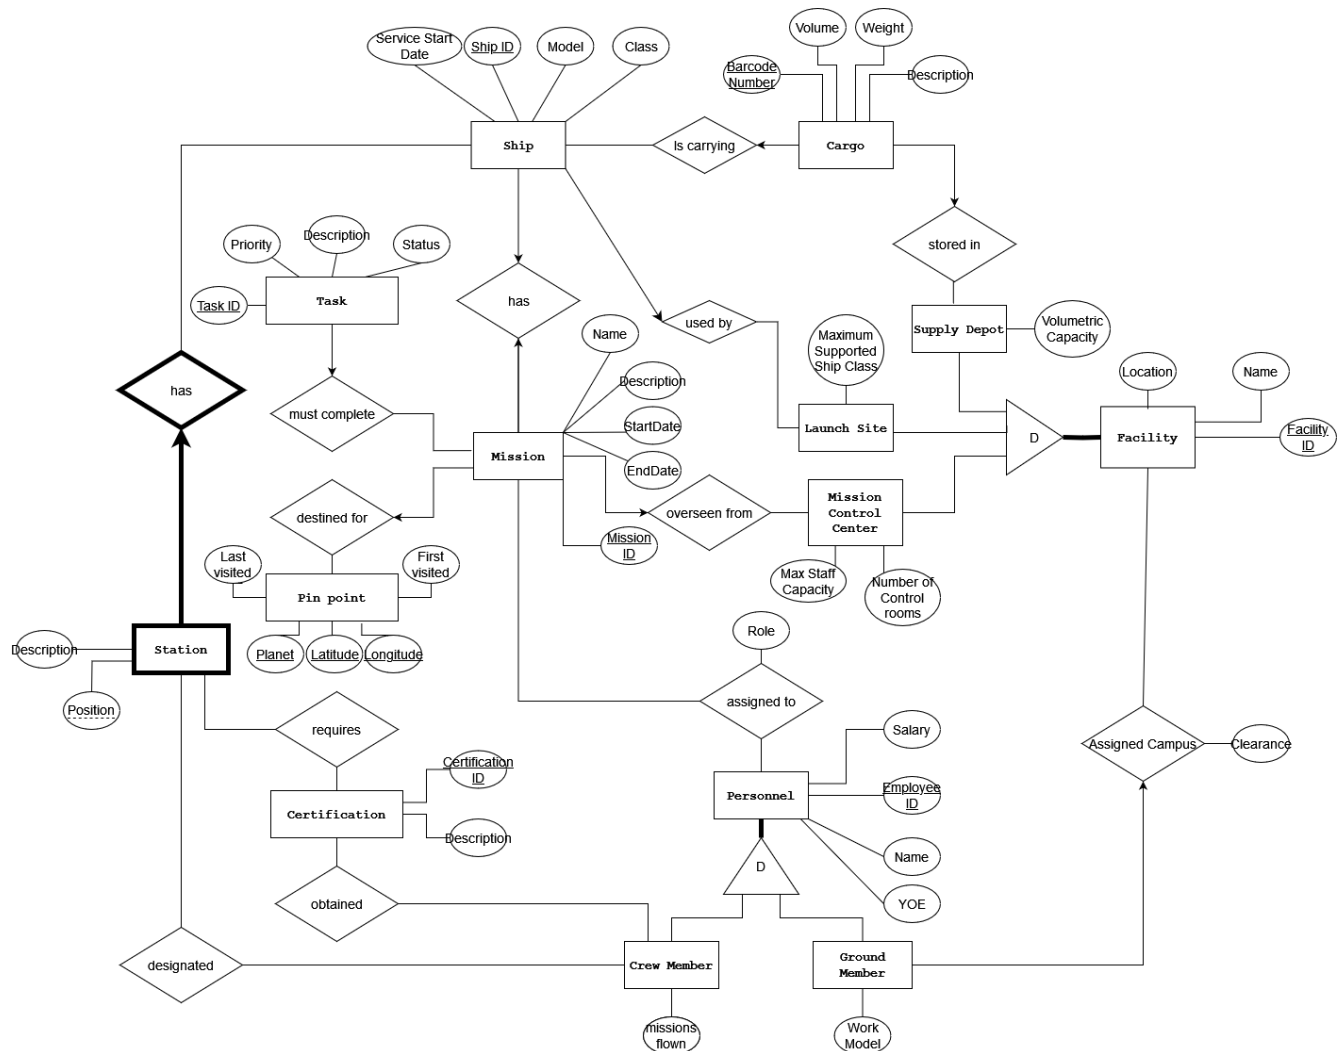 Volume
Weight
Service Start
Date
Ship ID
Model
Class
Barcode
Number
Description
Ship
Is carrying
Cargo
Priority
Description
Status
stored in
Task ID
Task
has
Name
used by
Maximum
Supported
Ship Class
Supply Depot
Volumetric
Capacity
Location
Name
has
Description
must complete
StartDate
Launch Site
D
Facility
Facility
ID
Mission
EndDate
destined for
overseen from
Mission
Control
Center
Mission
ID
Last
visited
First
visited
Max Staff
Capacity
Number of
Control
rooms
Pin point
Role
Description
Station
Planet
Latitude
Longitude
Position
assigned to
requires
Salary
Assigned Campus
Clearance
Certification
ID
Personnel
Employee
ID
Certification
Description
Name
D
obtained
YOE
designated
Crew Member
Ground
Member
missions
flown
Work
Model